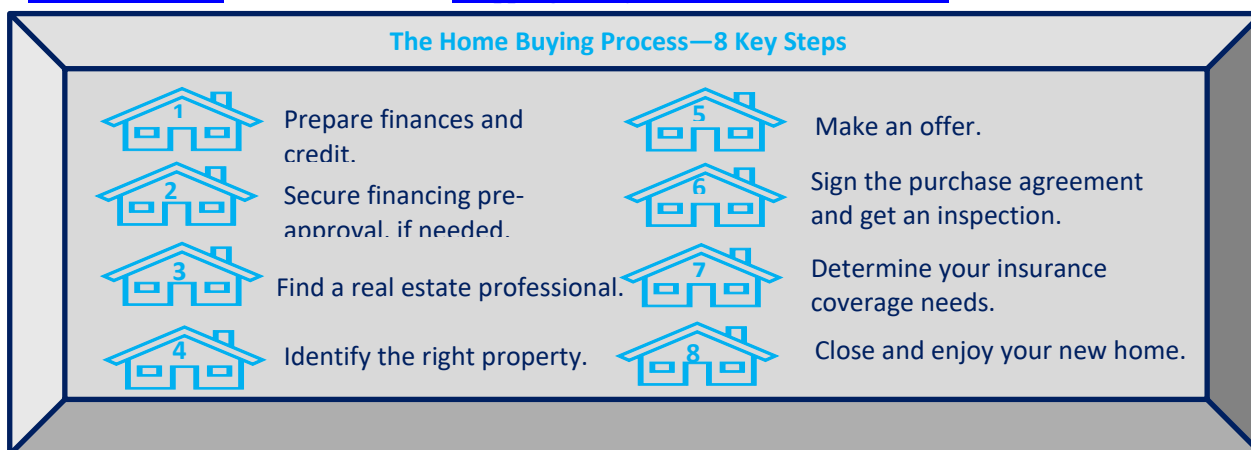 The Home Buying Process—8 Key Steps
1
Prepare finances and
credit.
2
Secure financing pre-
approval, if needed.
3
Find a real estate professional.
4
Identify the right property.
5
Make an offer.
6
Sign the purchase agreement
and get an inspection.
7
Determine your insurance
coverage needs.
8
Close and enjoy your new home.